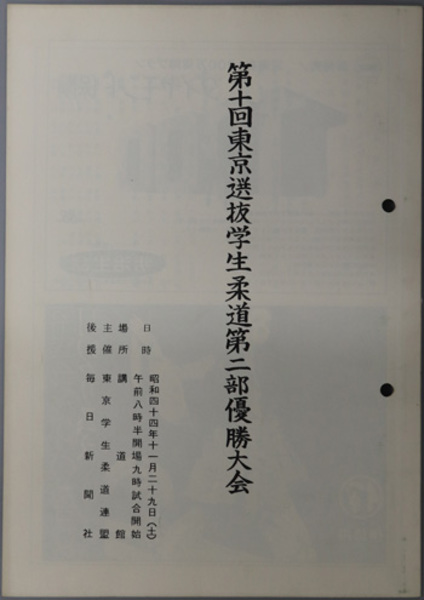 第十回東京選抜学生柔道第二部優勝大会
日時　昭和四十四年十一月二十九日（土）
午前八時半開場九時試合開始
場所　講道館
主催　東京学生柔道連盟
後援　毎日新聞社